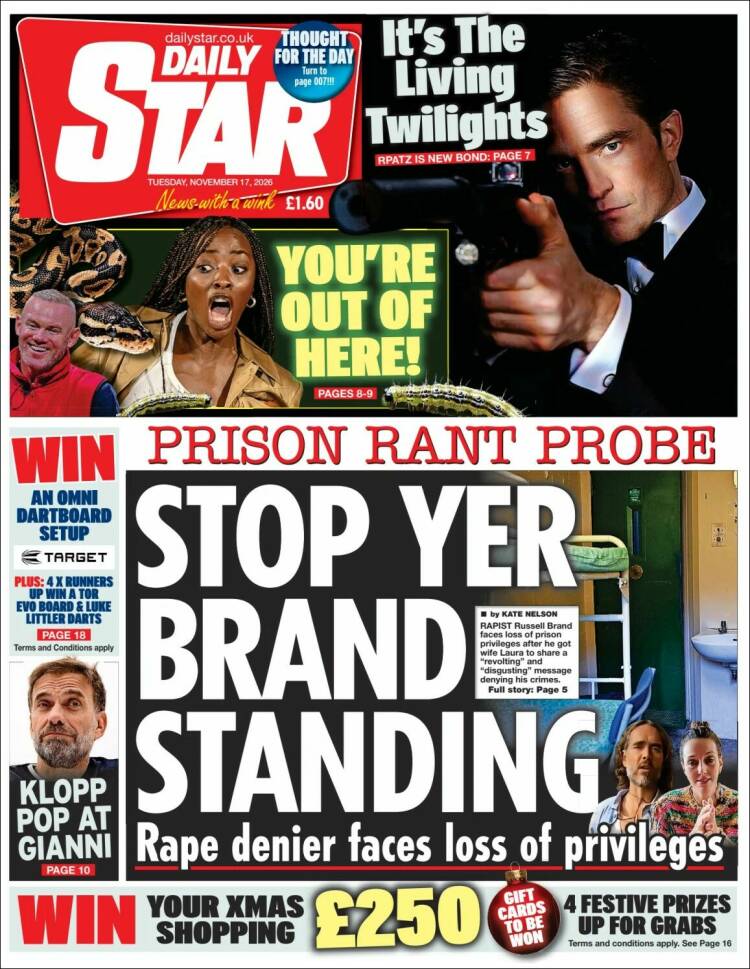 dailystar.co.uk
DAILY
STAR
THOUGHT
FOR THE DAY
Turn to
page 007!!!
TUESDAY, NOVEMBER 17, 2026
News with a wink £1.60
It's The
Living
Twilights
RPATZ IS NEW BOND: PAGE 7
YOU'RE
OUT OF
HERE!
PAGES 8-9
WIN
AN OMNI
DARTBOARD
SETUP
TARGET
PLUS: 4 X RUNNERS
UP WIN A TOR
EVO BOARD & LUKE
LITTLER DARTS
PAGE 18
Terms and Conditions apply
KLOPP
POP AT
GIANNI
PAGE 10
PRISON RANT PROBE
STOP YER
BRAND
STANDING
■ by KATE NELSON
RAPIST Russell Brand
faces loss of prison
privileges after he got
wife Laura to share a
"revolting" and
"disgusting" message
denying his crimes.
Full story: Page 5
Rape denier faces loss of privileges
WIN
YOUR XMAS
SHOPPING
£250
GIFT
CARDS
TO BE
WON
4 FESTIVE PRIZES
UP FOR GRABS
Terms and conditions apply. See Page 16